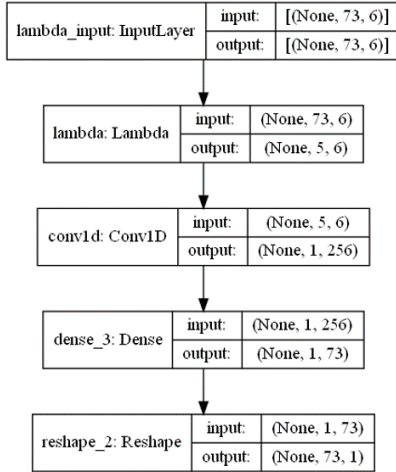 lambda_input: InputLayer input: [(None, 73, 6)]
output: [(None, 73, 6)]
lambda: Lambda input: (None, 73, 6)
output: (None, 5, 6)
conv1d: Conv1D input: (None, 5, 6)
output: (None, 1, 256)
dense_3: Dense input: (None, 1, 256)
output: (None, 1, 73)
reshape_2: Reshape input: (None, 1, 73)
output: (None, 73, 1)